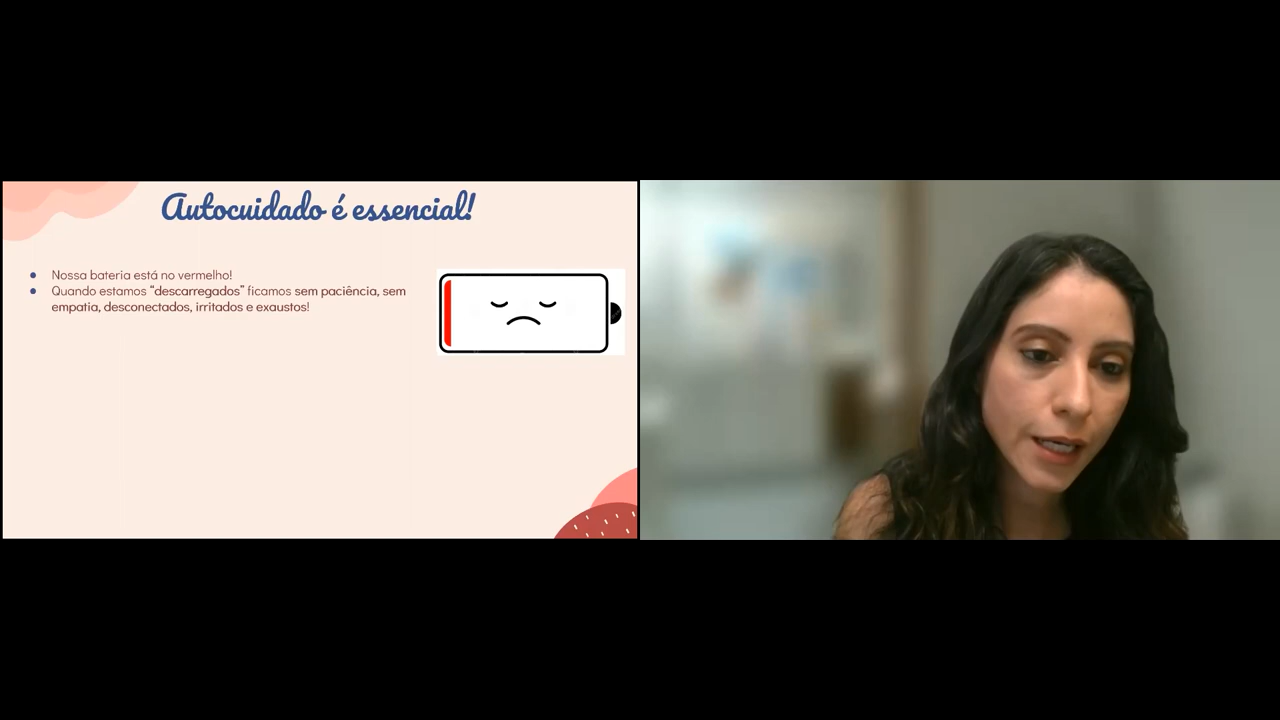 Autocuidado é essencial!
Nossa bateria está no vermelho!
Quando estamos “descarregados” ficamos sem paciência, sem
empatia, desconectados, irritados e exaustos!